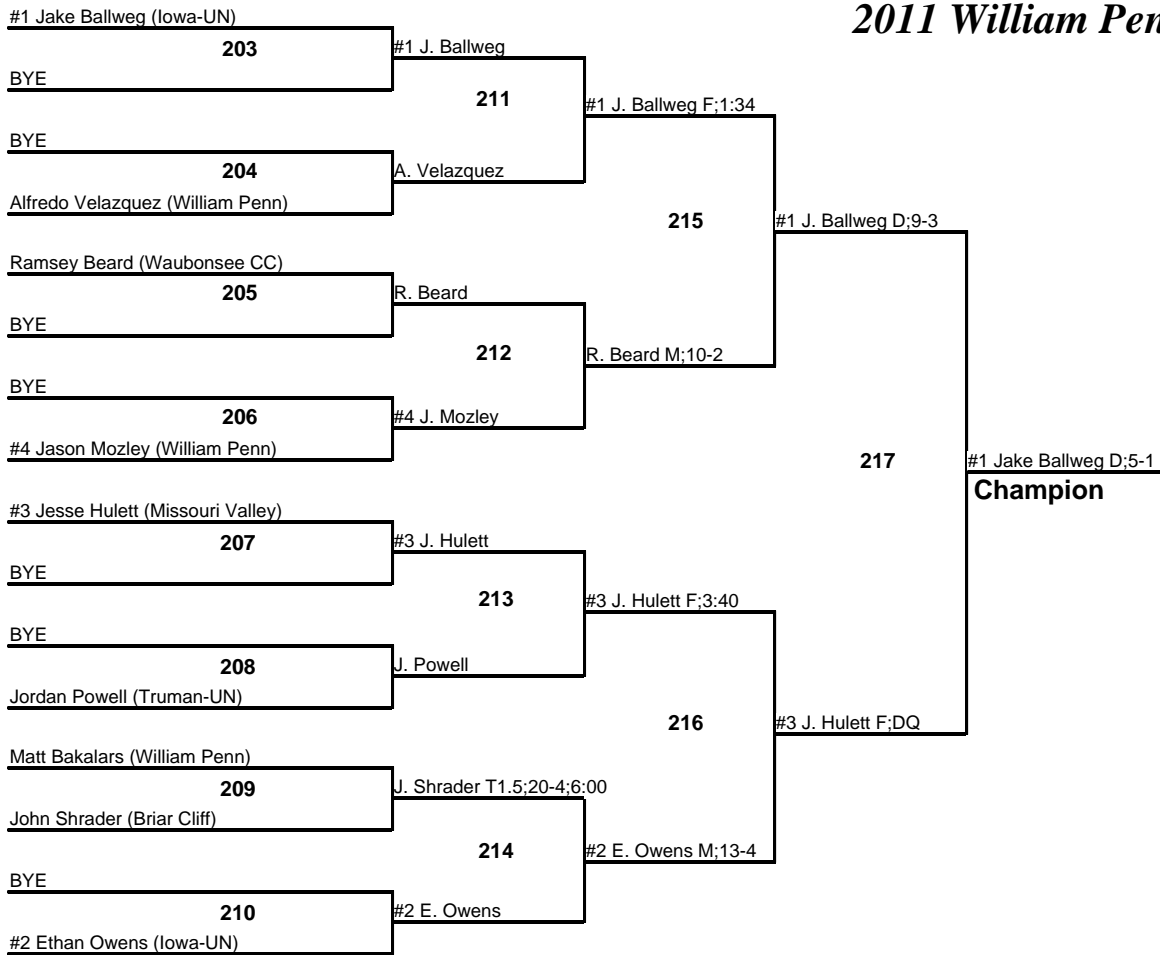 2011 William Pen
#1 Jake Ballweg (Iowa-UN)
203
BYE
#1 J. Ballweg
211
BYE
204
Alfredo Velazquez (William Penn)
A. Velazquez
#1 J. Ballweg F;1:34
215
Ramsey Beard (Waubonsee CC)
205
BYE
R. Beard
212
BYE
206
#4 Jason Mozley (William Penn)
#4 J. Mozley
R. Beard M;10-2
#1 J. Ballweg D;9-3
217
#1 Jake Ballweg D;5-1
Champion
#3 Jesse Hulett (Missouri Valley)
207
BYE
#3 J. Hulett
213
BYE
208
Jordan Powell (Truman-UN)
J. Powell
#3 J. Hulett F;3:40
216
#3 J. Hulett F;DQ
Matt Bakalars (William Penn)
209
John Shrader (Briar Cliff)
J. Shrader T1.5;20-4;6:00
214
#2 E. Owens M;13-4
BYE
210
#2 Ethan Owens (Iowa-UN)
#2 E. Owens